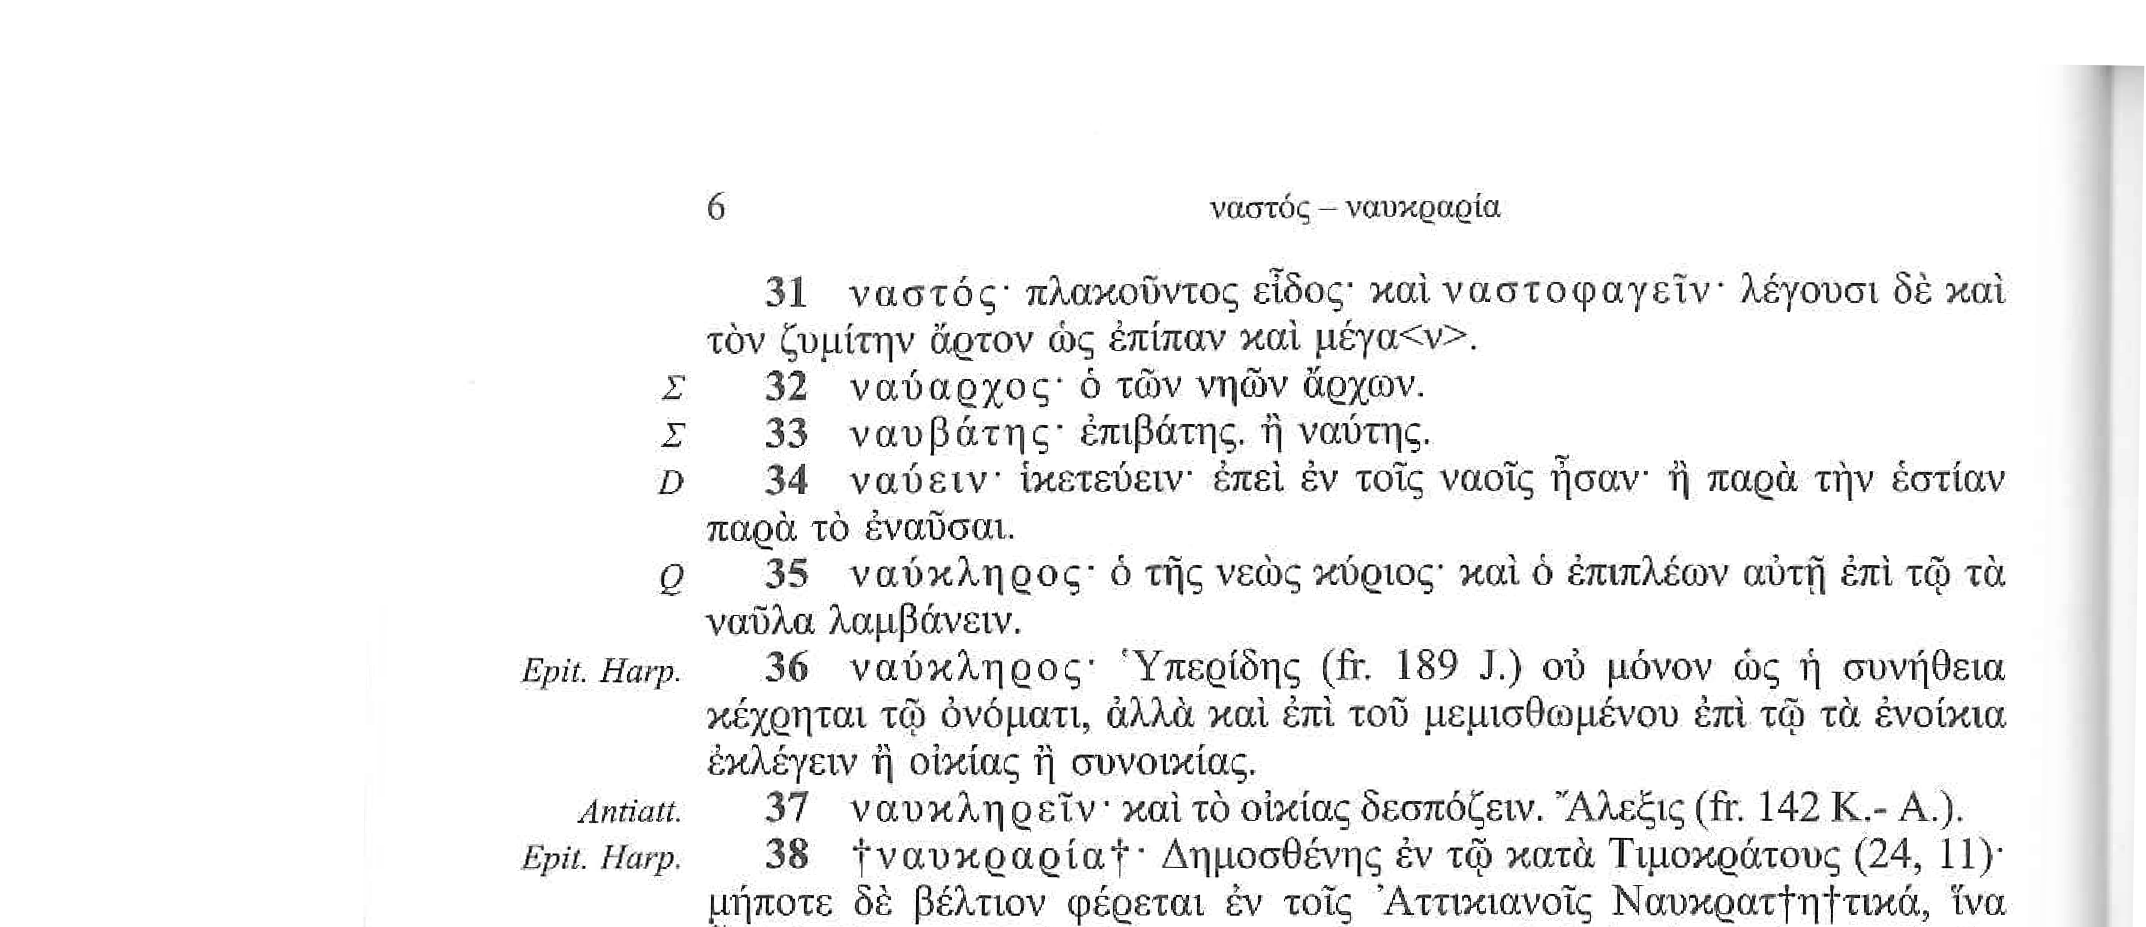 6 ναστός – ναυκραρία
31 ναστός· πλακοῦντος εἶδος· καὶ ναστοφαγεῖν· λέγουσι δὲ καὶ
τὸν ζυμίτην ἄρτον ὡς ἐπίπαν καὶ μέγα<ν>.
Σ 32 ναύαρχος· ὁ τῶν νηῶν ἄρχων.
Σ 33 ναυβάτης· ἐπιβάτης. ἢ ναύτης.
D 34 ναύειν· ἱκετεύειν· ἐπεὶ ἐν τοῖς ναοῖς ἦσαν· ἢ παρὰ τὴν ἑστίαν
παρὰ τὸ ἐναῦσαι.
Q 35 ναύκληρος· ὁ τῆς νεὼς κύριος· καὶ ὁ ἐπιπλέων αὐτῇ ἐπὶ τῷ τὰ
ναῦλα λαμβάνειν.
Epit. Harp. 36 ναύκληρος· Ὑπερίδης (fr. 189 J.) οὐ μόνον ὡς ἡ συνήθεια
κέχρηται τῷ ὀνόματι, ἀλλὰ καὶ ἐπὶ τοῦ μεμισθωμένου ἐπὶ τῷ τὰ ἐνοίκια
ἐκλέγειν ἢ οἰκίας ἢ συνοικίας.
Antiatt. 37 ναυκληρεῖν· καὶ τὸ οἰκίας δεσπόζειν. Ἄλεξις (fr. 142 K.- A.).
Epit. Harp. 38 †ναυκραρία†· Δημοσθένης ἐν τῷ κατὰ Τιμοκράτους (24, 11)·
μήποτε δὲ βέλτιον φέρεται ἐν τοῖς Ἀττικιανοῖς Ναυκρατ†η†τικά, ἵνα